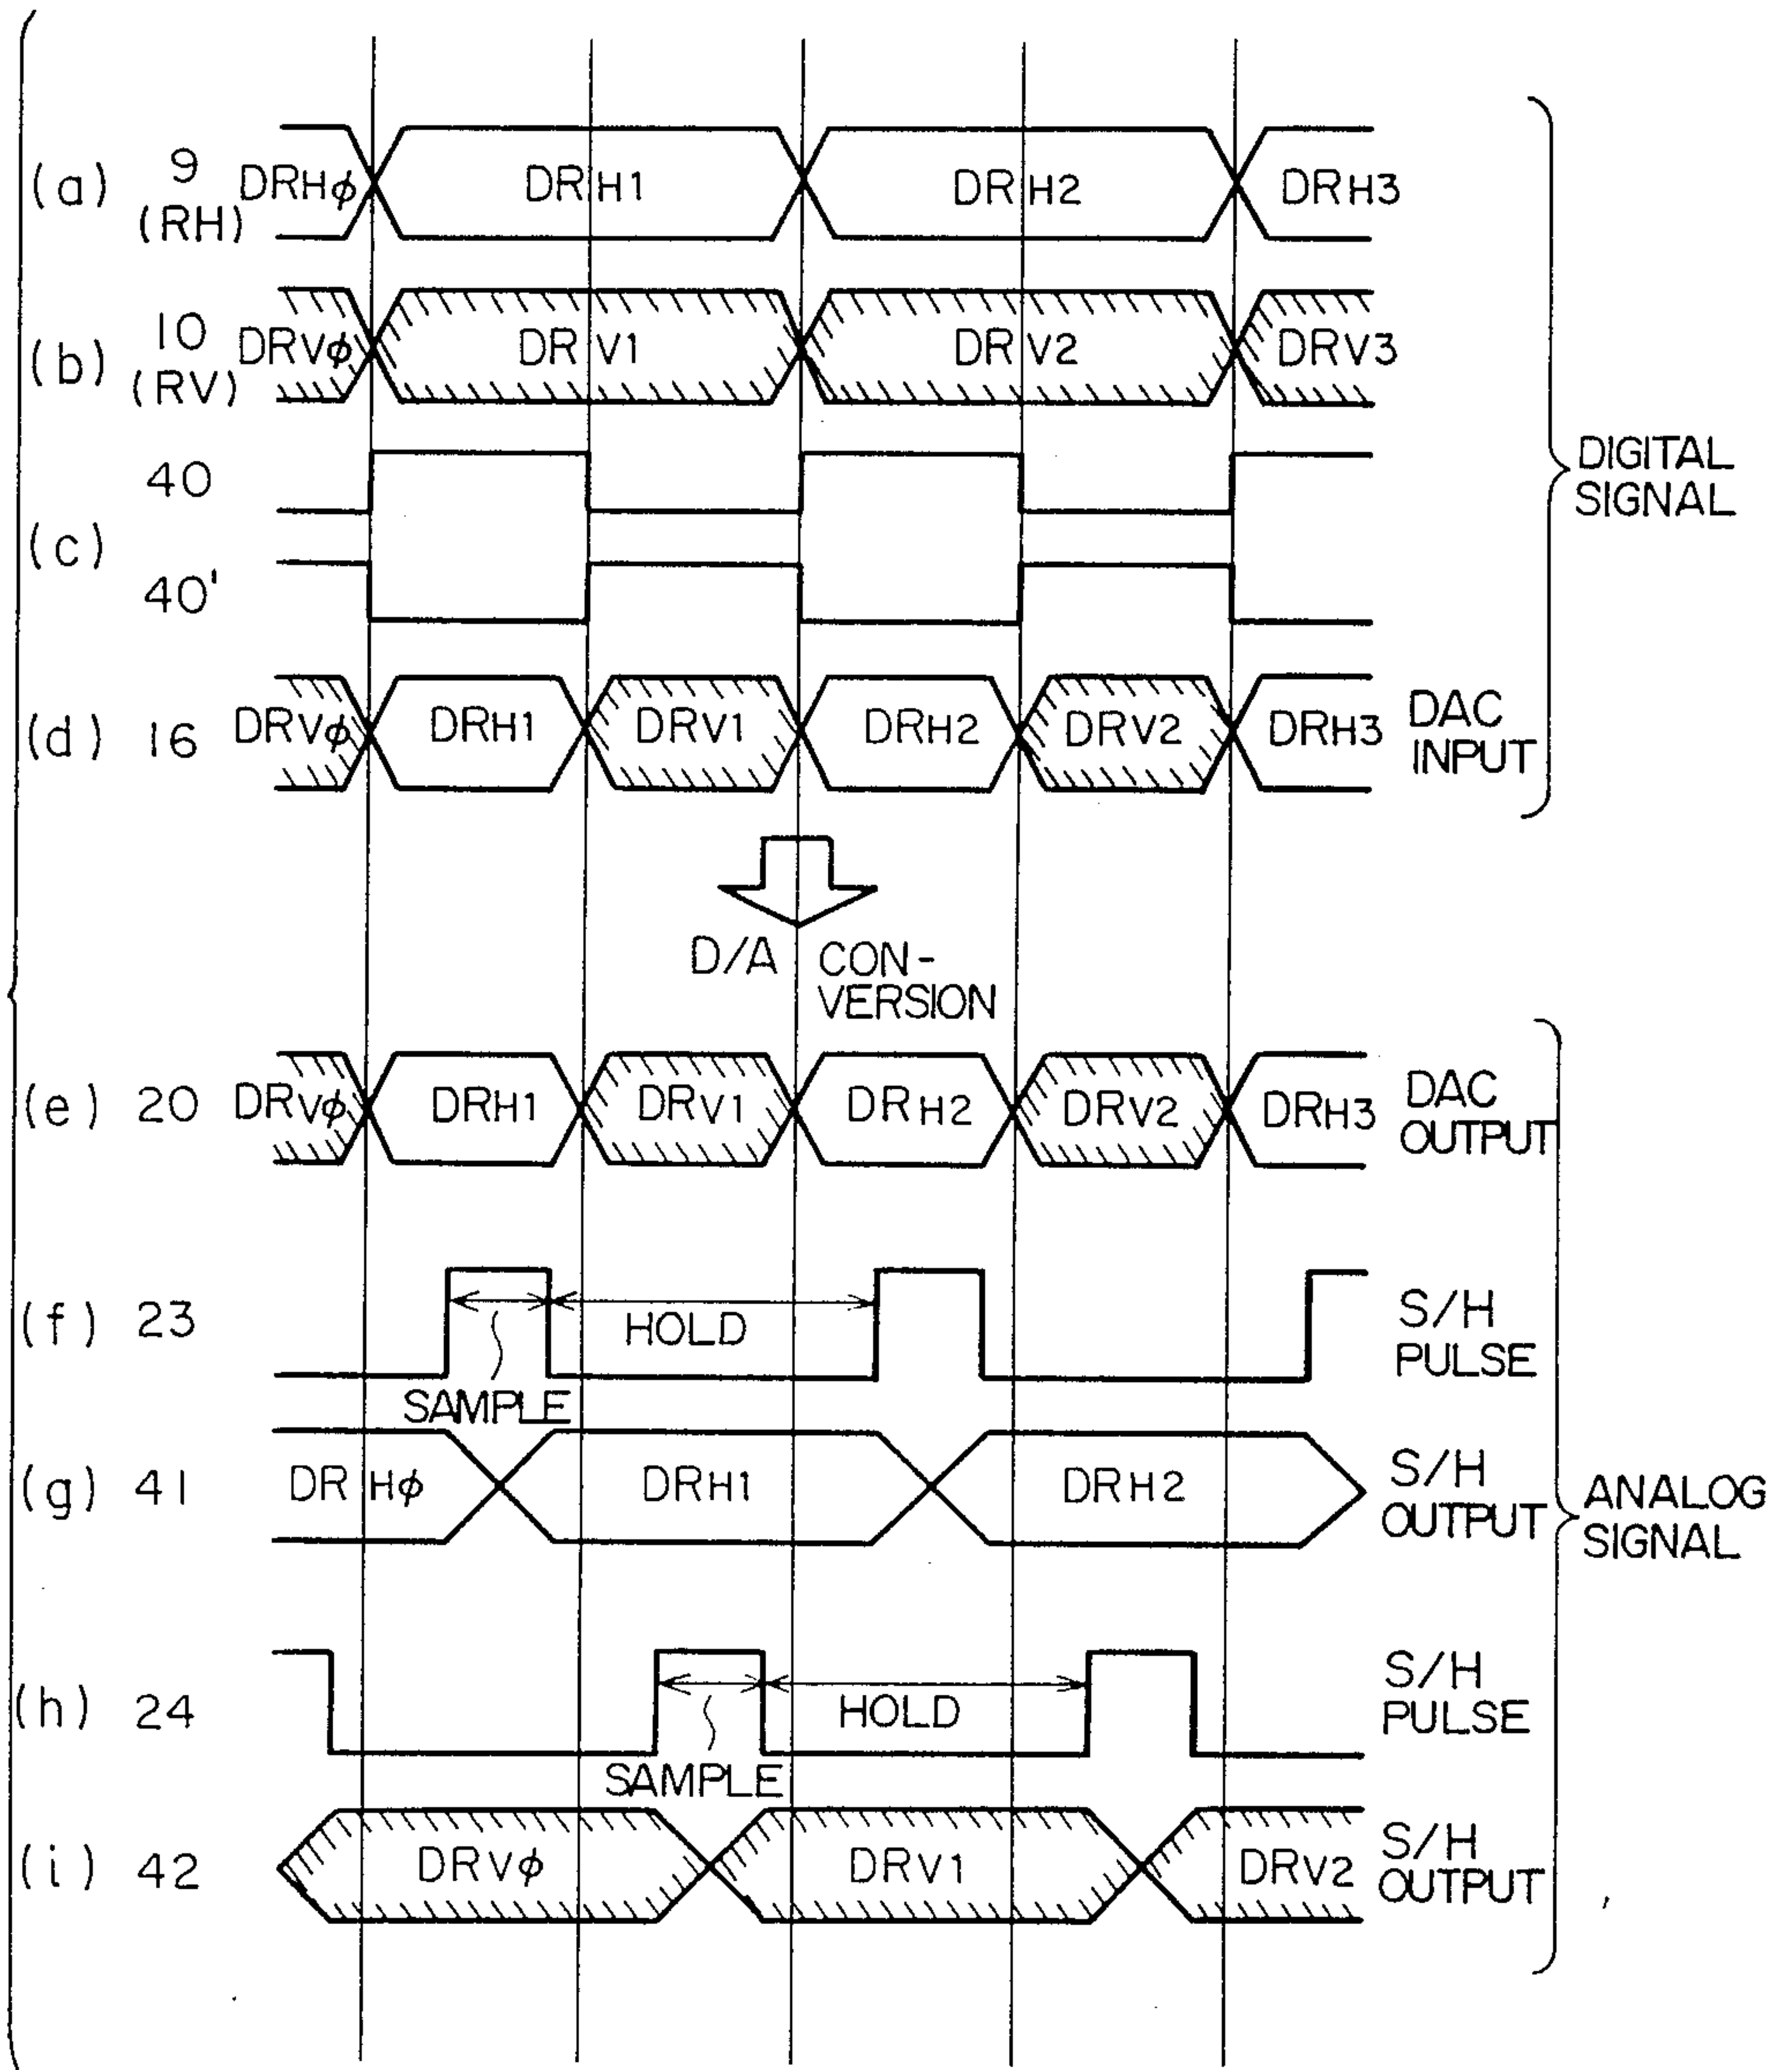 (a) 9 (RH) DRHφ DRH1 DRH2 DRH3
(b) 10 (RV) DRVφ DRV1 DRV2 DRV3
DIGITAL
SIGNAL
(c) 40
40'
(d) 16 DRVφ DRH1 DRV1 DRH2 DRV2 DRH3 DAC
INPUT
D/A CON-
VERSION
(e) 20 DRVφ DRH1 DRV1 DRH2 DRV2 DRH3 DAC
OUTPUT
(f) 23 HOLD S/H
PULSE
SAMPLE
(g) 41 DRHφ DRH1 DRH2 S/H
OUTPUT
ANALOG
SIGNAL
(h) 24 HOLD S/H
PULSE
SAMPLE
(i) 42 DRVφ DRV1 DRV2 S/H
OUTPUT